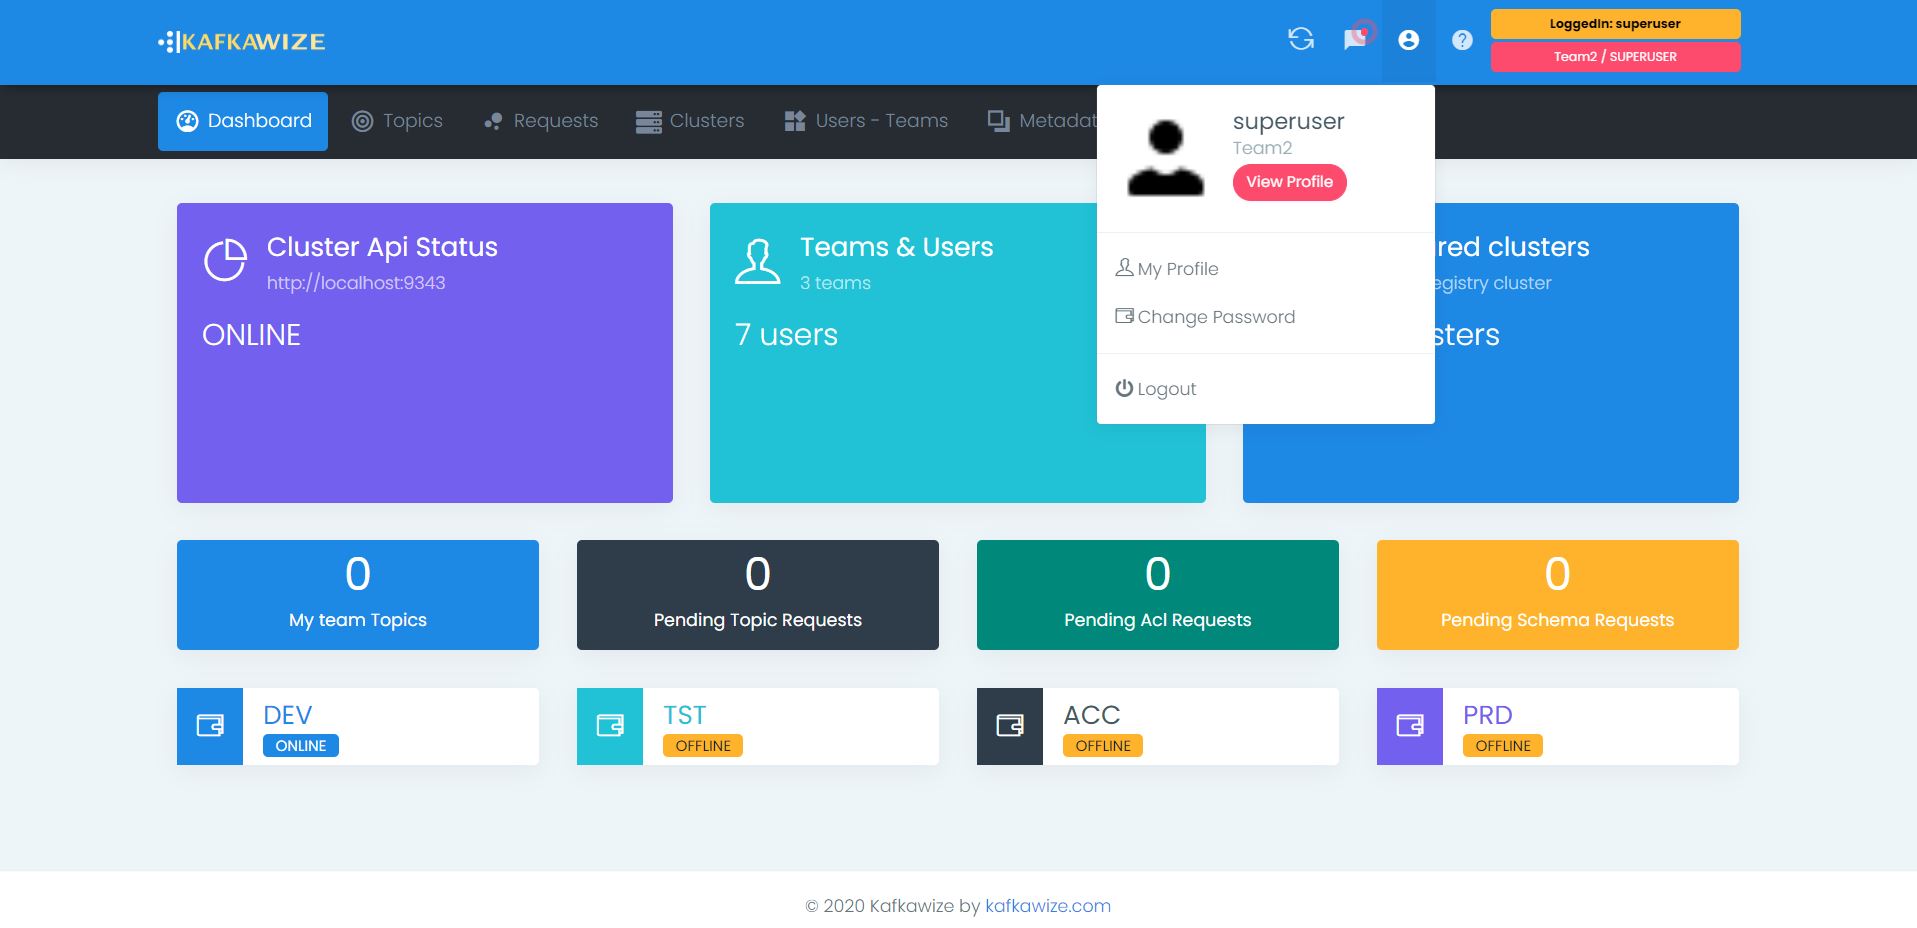 KAFKAWIZE
LoggedIn: superuser
Team2 / SUPERUSER
Dashboard
Topics
Requests
Clusters
Users - Teams
Metadat
superuser
Team2
View Profile
My Profile
Change Password
Logout
Cluster Api Status
http://localhost:9343
ONLINE
Teams & Users
3 teams
7 users
red clusters
egistry cluster
sters
0
My team Topics
0
Pending Topic Requests
0
Pending Acl Requests
0
Pending Schema Requests
DEV
ONLINE
TST
OFFLINE
ACC
OFFLINE
PRD
OFFLINE
© 2020 Kafkawize by kafkawize.com